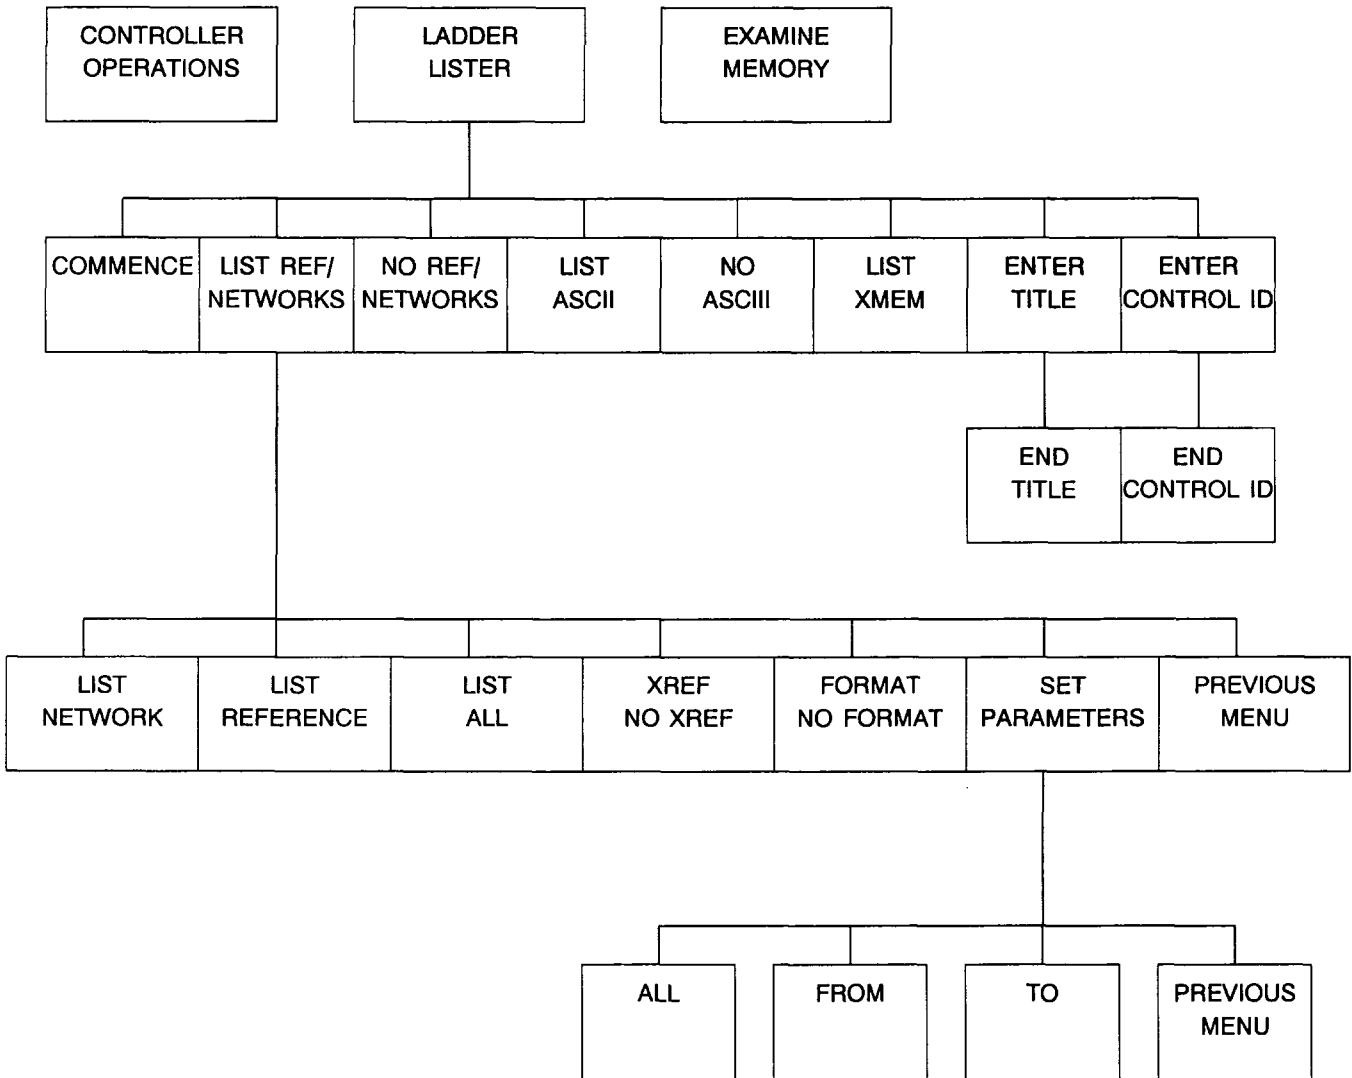 CONTROLLER
OPERATIONS
LADDER
LISTER
EXAMINE
MEMORY
COMMENCE
LIST REF/
NETWORKS
NO REF/
NETWORKS
LIST
ASCII
NO
ASCIII
LIST
XMEM
ENTER
TITLE
ENTER
CONTROL ID
END
TITLE
END
CONTROL ID
LIST
NETWORK
LIST
REFERENCE
LIST
ALL
XREF
NO XREF
FORMAT
NO FORMAT
SET
PARAMETERS
PREVIOUS
MENU
ALL
FROM
TO
PREVIOUS
MENU